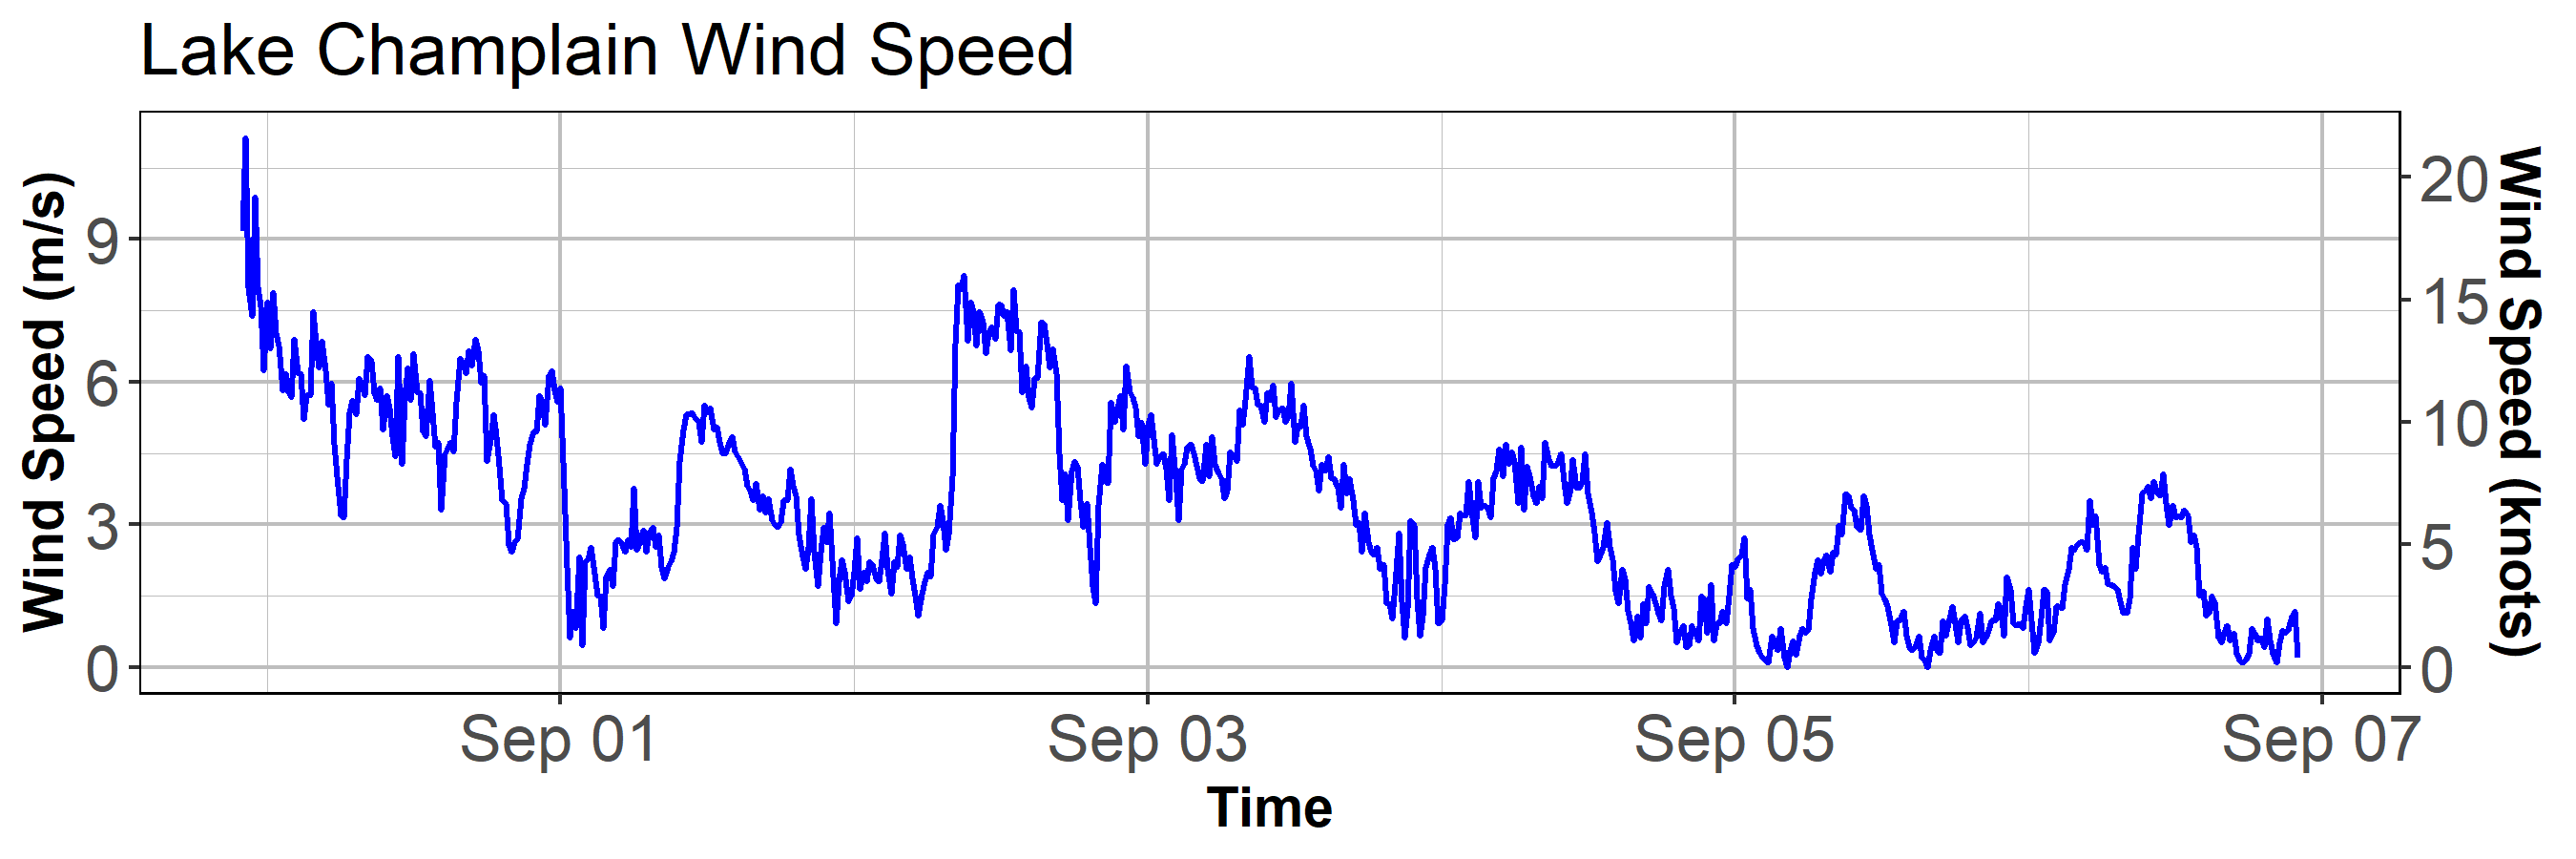 Lake Champlain Wind Speed
Wind Speed (m/s)
9
6
3
0
20
15
10
5
0
Wind Speed (knots)
Sep 01
Sep 03
Sep 05
Sep 07
Time